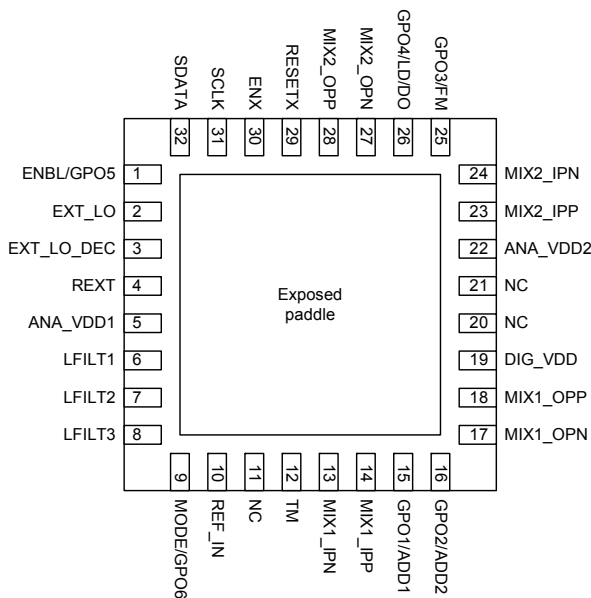 SDATA
SCLK
ENX
RESETX
MIX2_OPP
MIX2_OPN
GPO4/LD/DO
GPO3/FM
32
31
30
29
28
27
26
25
ENBL/GPO5 1
EXT_LO 2
EXT_LO_DEC 3
REXT 4
ANA_VDD1 5
LFILT1 6
LFILT2 7
LFILT3 8
Exposed
paddle
24 MIX2_IPN
23 MIX2_IPP
22 ANA_VDD2
21 NC
20 NC
19 DIG_VDD
18 MIX1_OPP
17 MIX1_OPN
9
10
11
12
13
14
15
16
MODE/GPO6
REF_IN
NC
TM
MIX1_IPN
MIX1_IPP
GPO1/ADD1
GPO2/ADD2